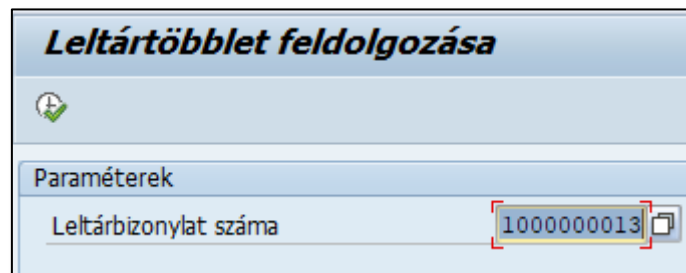 Leltártöbblet feldolgozása
Paraméterek
Leltárbizonylat száma 1000000013